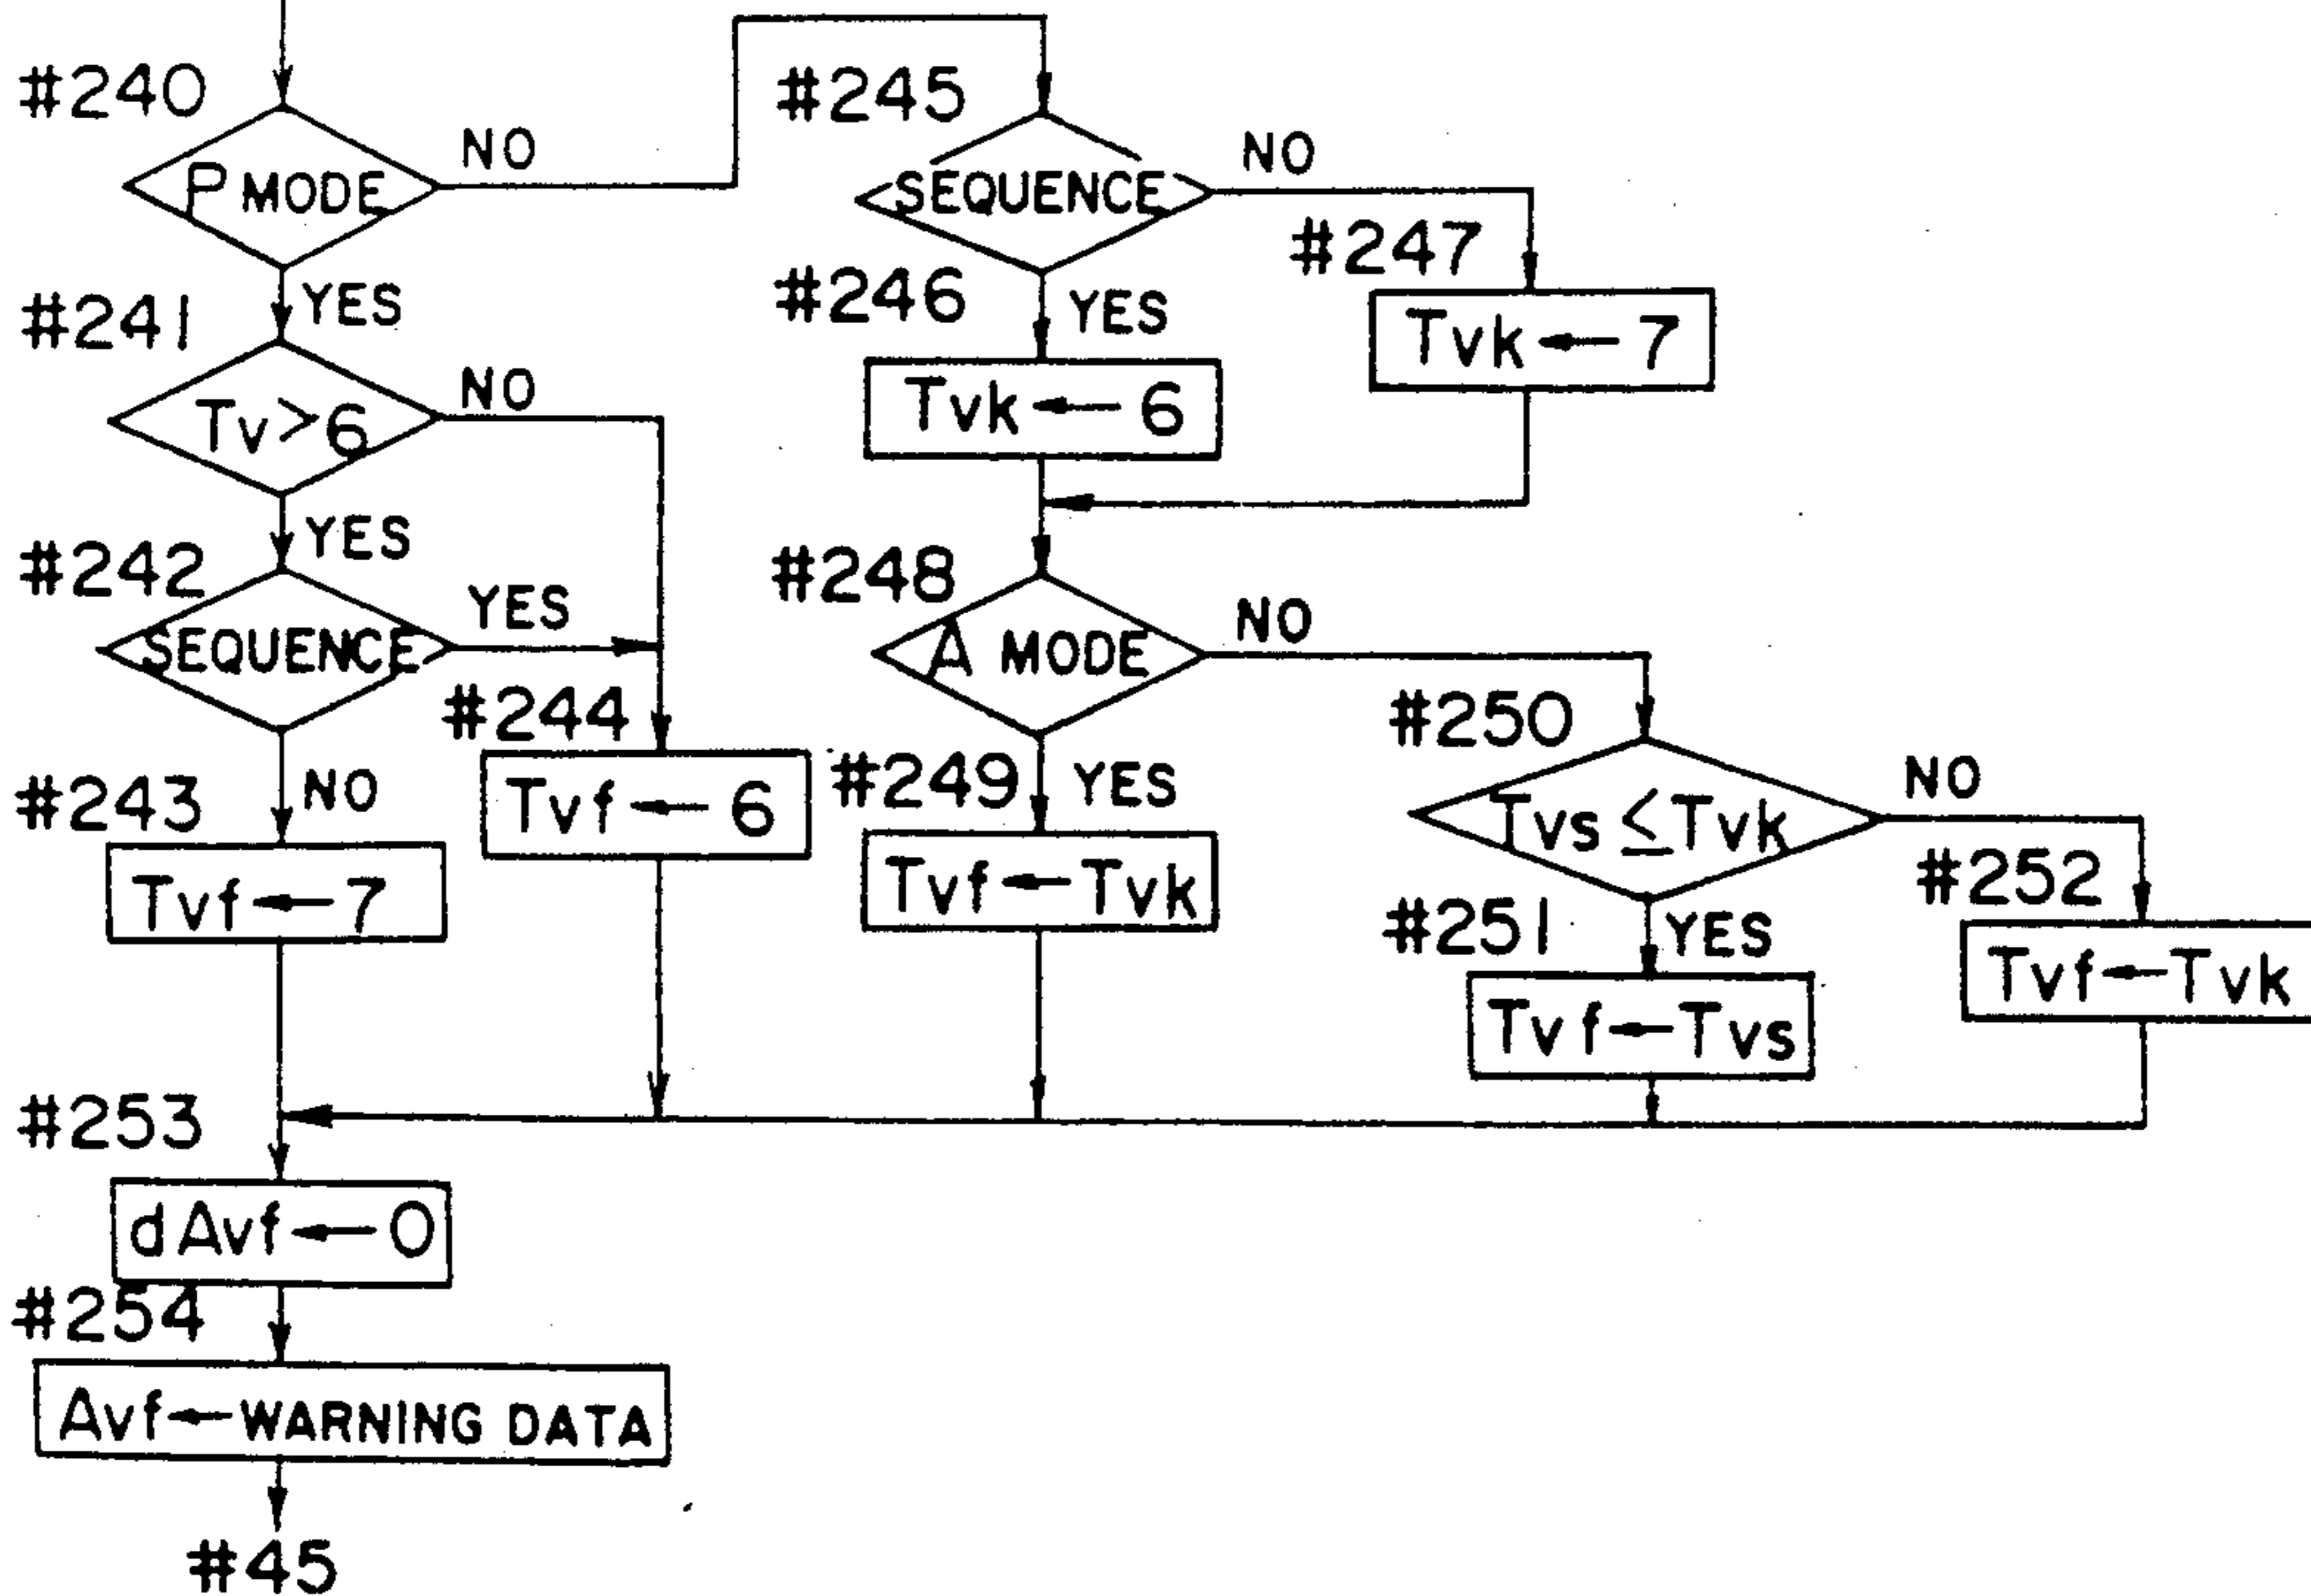 #240
P MODE
NO
YES
#241
Tv>6
NO
YES
#242
SEQUENCE
YES
NO
#243
Tvf←7
#244
Tvf←6
#245
SEQUENCE
NO
YES
#246
Tvk←6
#247
Tvk←7
#248
A MODE
NO
YES
#249
Tvf←Tvk
#250
Tvs≤Tvk
NO
YES
#251
Tvf←Tvs
#252
Tvf←Tvk
#253
dAvf←0
#254
Avf←WARNING DATA
#45